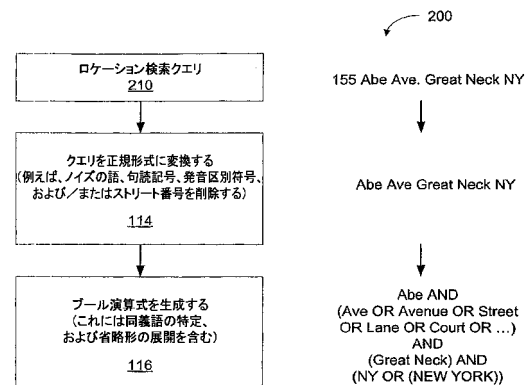 200
ロケーション検索クエリ
210
155 Abe Ave. Great Neck NY
クエリを正規形式に変換する
(例えば、ノイズの語、句読記号、発音区別符号、
および/またはストリート番号を削除する)
114
Abe Ave Great Neck NY
ブール演算式を生成する
(これには同義語の特定、
および省略形の展開を含む)
116
Abe AND
(Ave OR Avenue OR Street
OR Lane OR Court OR ...)
AND
(Great Neck) AND
(NY OR (NEW YORK))